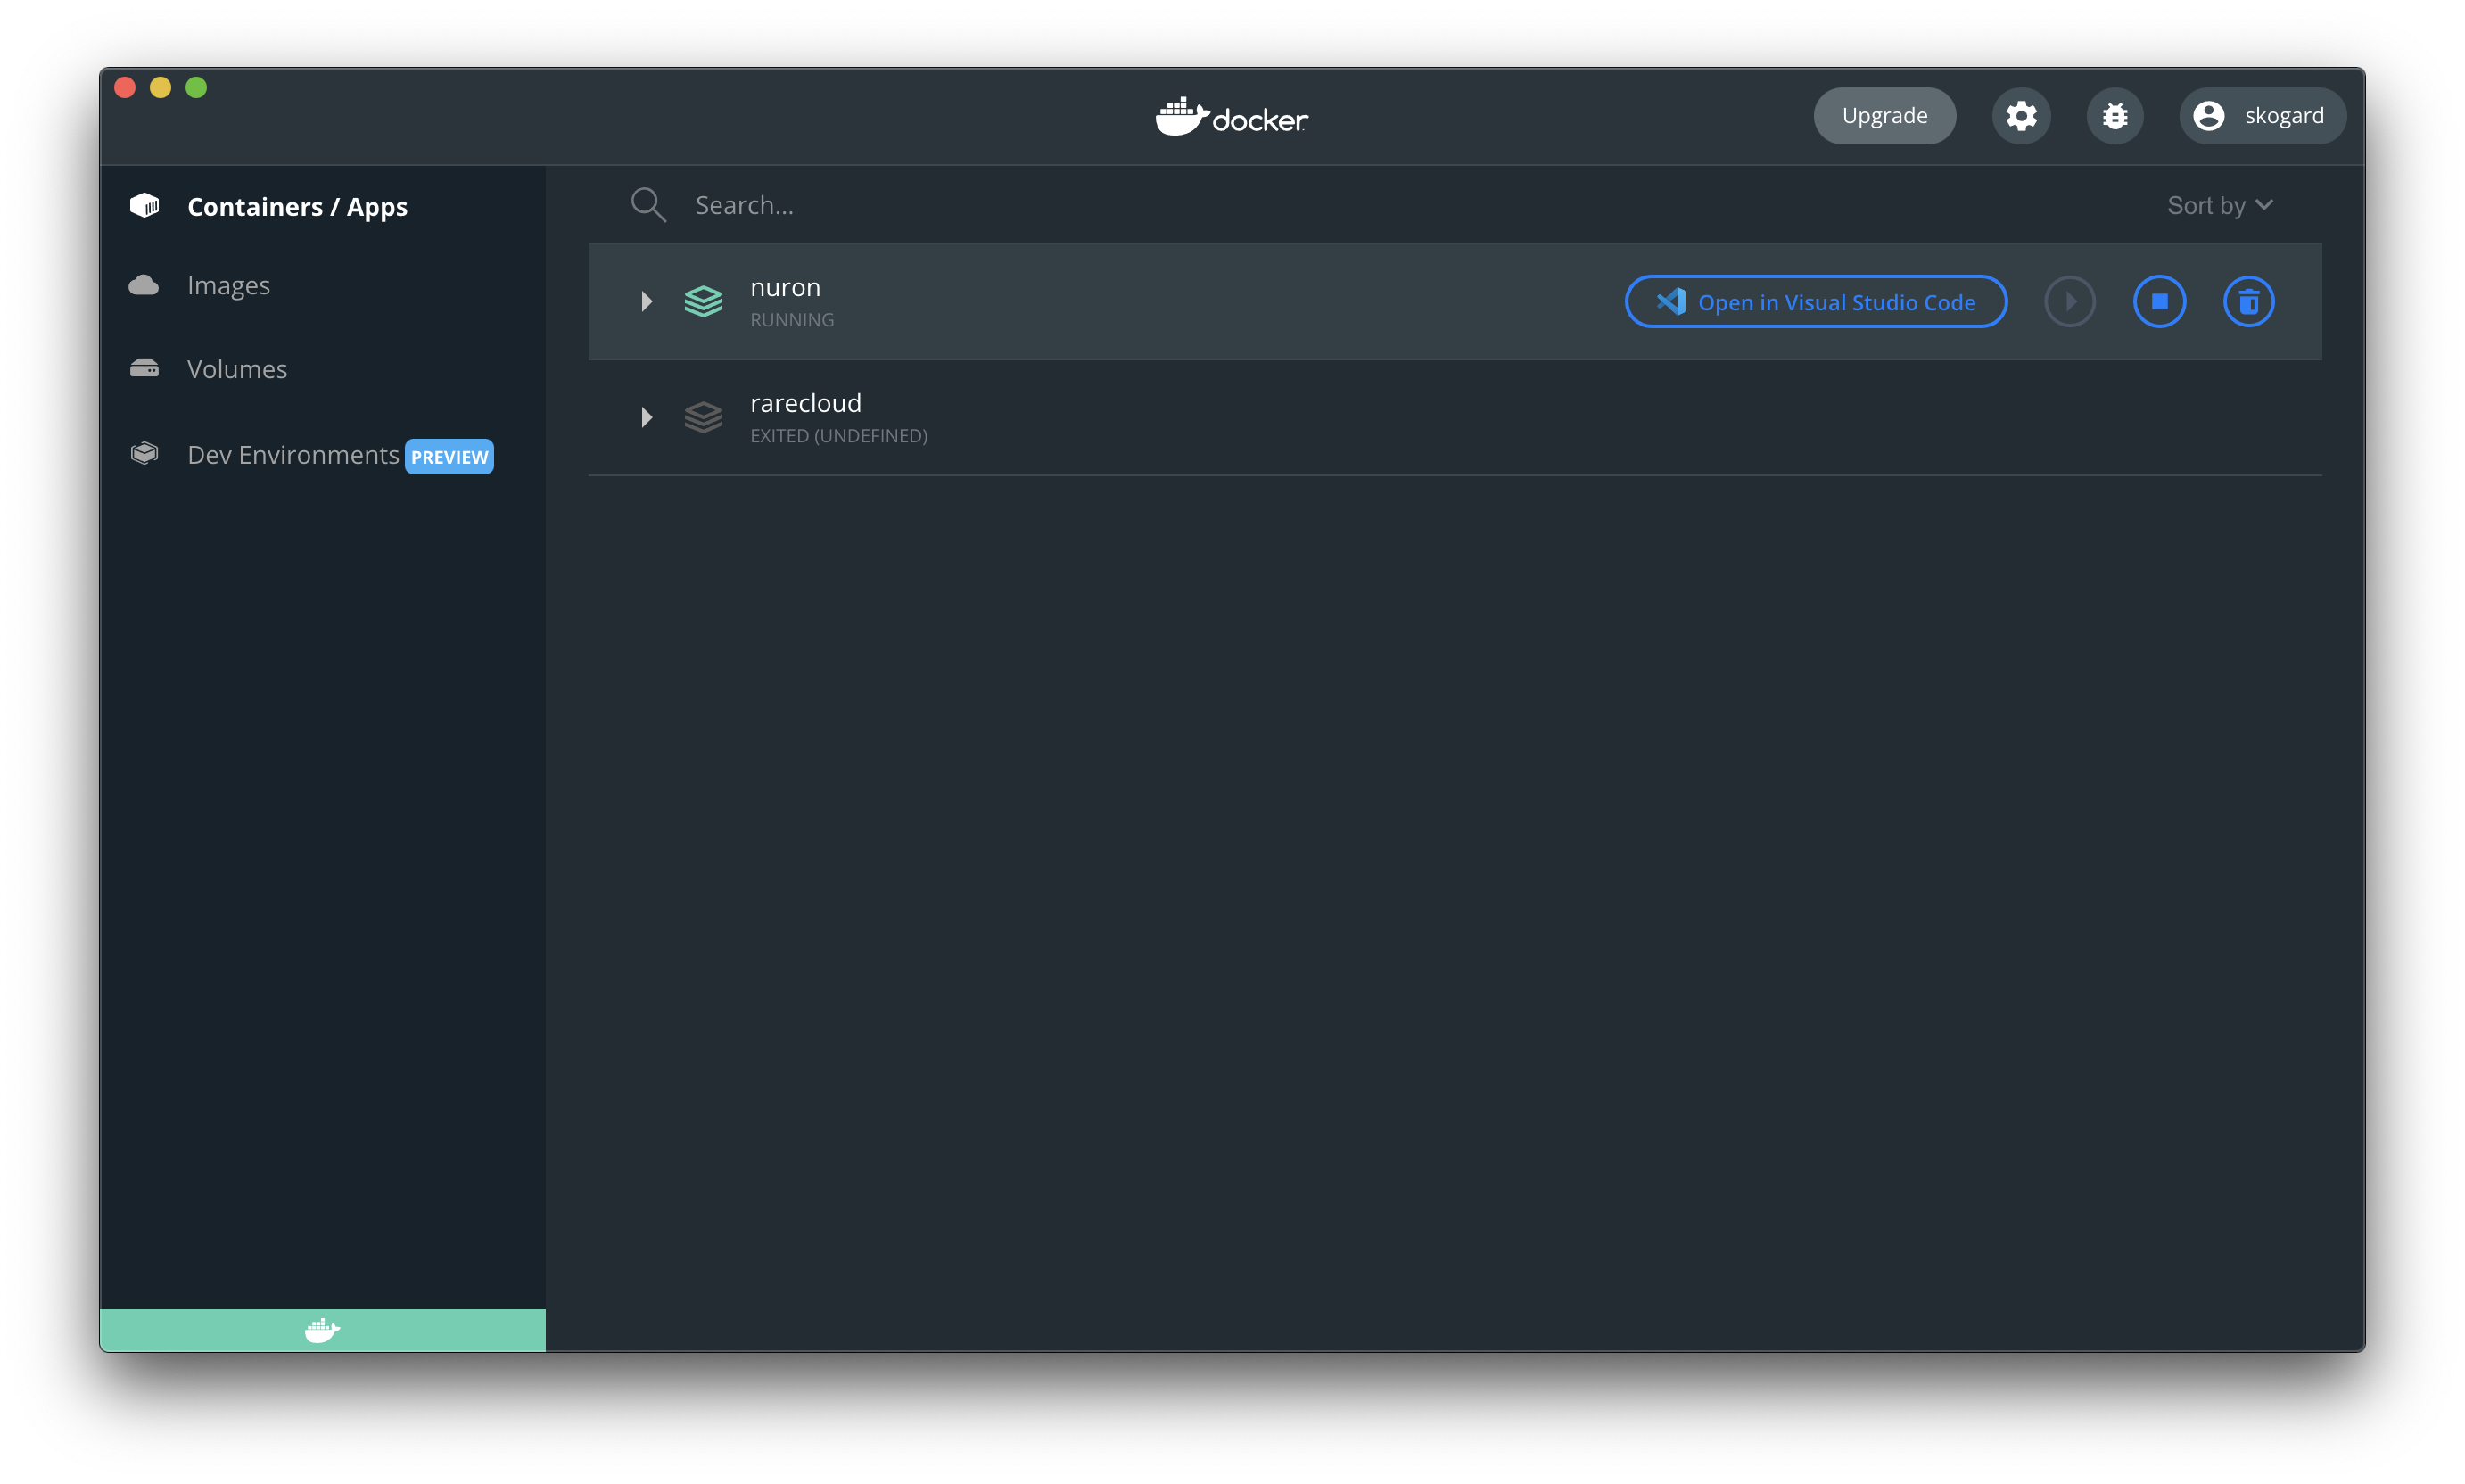 docker
Upgrade
skogard
Containers / Apps
Images
Volumes
Dev Environments PREVIEW
Search...
Sort by
nuron
RUNNING
Open in Visual Studio Code
rarecloud
EXITED (UNDEFINED)